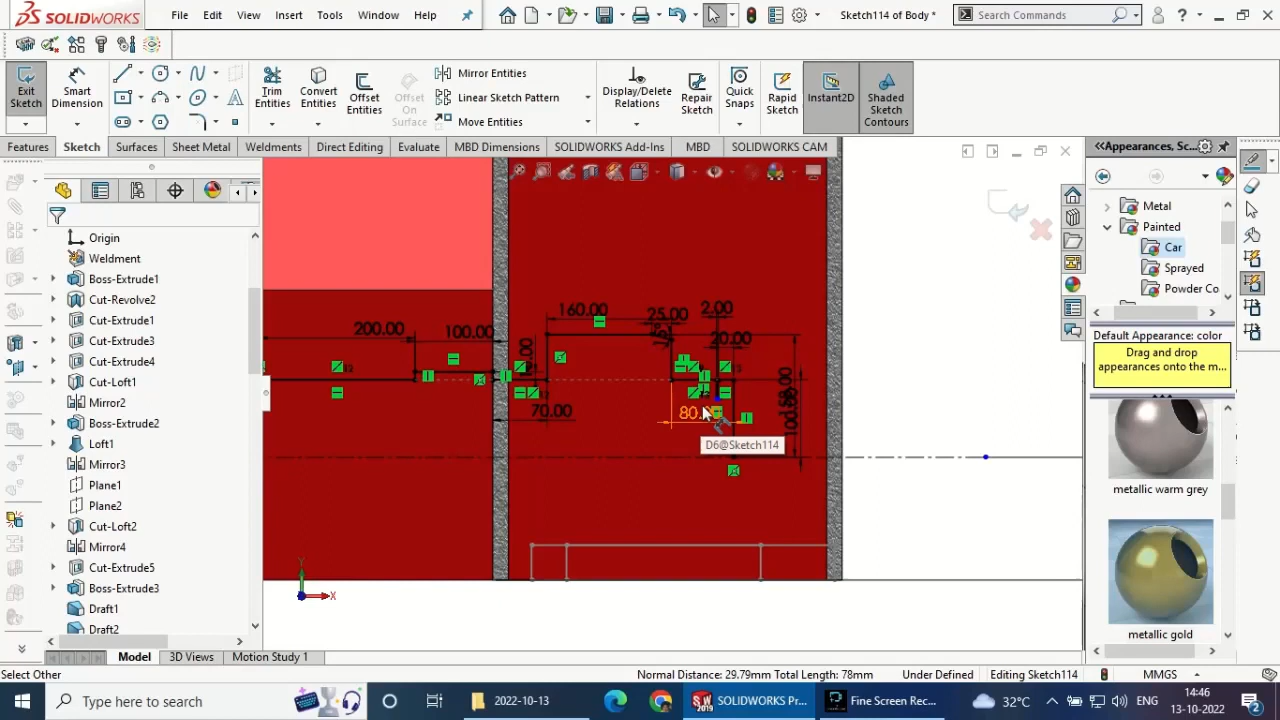 SOLIDWORKS
File Edit View Insert Tools Window Help
Sketch114 of Body *
Search Commands
Exit Sketch
Smart Dimension
Trim Entities
Convert Entities
Offset Entities
Offset On Surface
Mirror Entities
Linear Sketch Pattern
Move Entities
Display/Delete Relations
Repair Sketch
Quick Snaps
Rapid Sketch
Instant2D
Shaded Sketch Contours
Features Sketch Surfaces Sheet Metal Weldments Direct Editing Evaluate MBD Dimensions SOLIDWORKS Add-Ins MBD SOLIDWORKS CAM
Origin
Weldment
Boss-Extrude1
Cut-Revolve2
Cut-Extrude1
Cut-Extrude3
Cut-Extrude4
Cut-Loft1
Mirror2
Boss-Extrude2
Loft1
Mirror3
Plane1
Plane2
Cut-Loft2
Mirror4
Cut-Extrude5
Boss-Extrude3
Draft1
Draft2
200.00
100.00
160.00
25.00
2.00
20.00
70.00
100.00
D6@Sketch114
Y
X
Appearances, Sc...
Metal
Painted
Car
Sprayed
Powder Co
Default Appearance: color
Drag and drop
appearances onto the m...
metallic warm grey
metallic gold
Model 3D Views Motion Study 1
Select Other
Normal Distance: 29.79mm Total Length: 78mm Under Defined Editing Sketch114 MMGS
Type here to search
2022-10-13
SOLIDWORKS Pr...
Fine Screen Rec...
32°C
ENG
14:46
13-10-2022